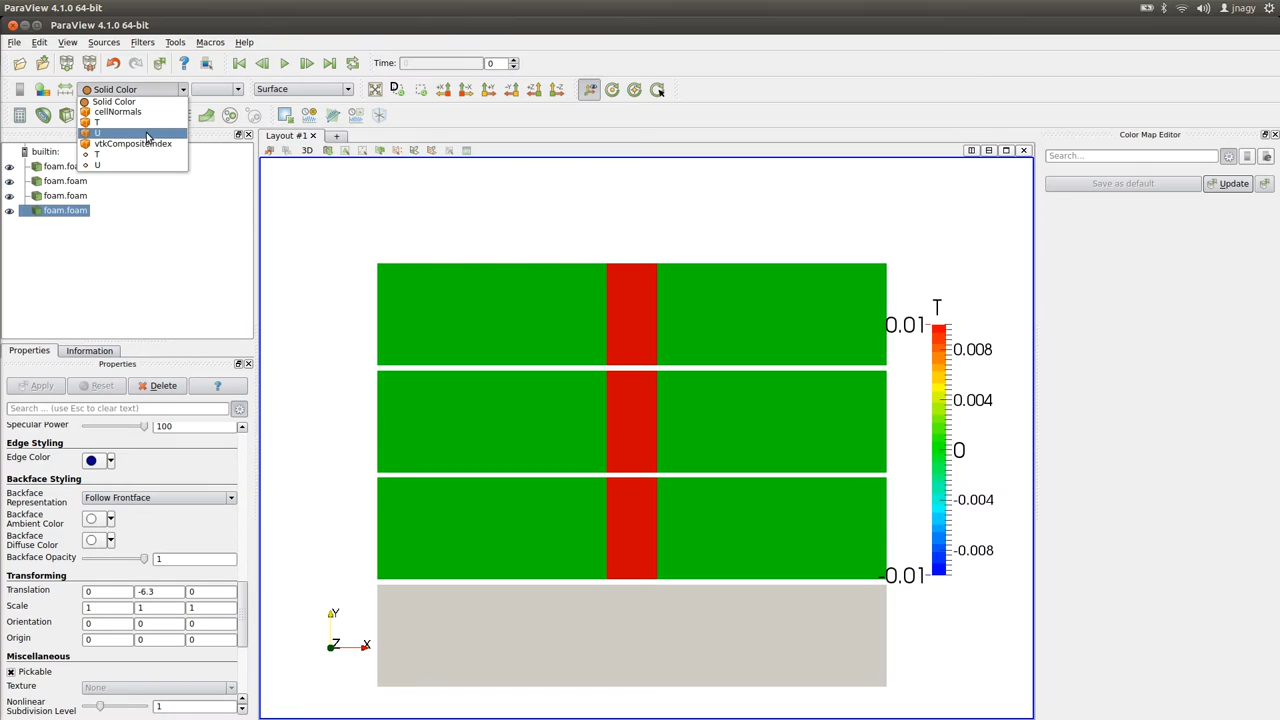 ParaView 4.1.0 64-bit
jnagy
ParaView 4.1.0 64-bit
File Edit View Sources Filters Tools Macros Help
Time: 0 0
Solid Color Surface
Solid Color
cellNormals
T
U
vtkCompositeIndex
T
U
builtin:
foam.foa
foam.foam
foam.foam
foam.foam
Layout #1
3D
Properties Information
Properties
Apply Reset Delete ?
Search ... (use Esc to clear text)
Specular Power 100
Edge Styling
Edge Color
Backface Styling
Backface Representation Follow Frontface
Backface Ambient Color
Backface Diffuse Color
Backface Opacity 1
Transforming
Translation 0 -6.3 0
Scale 1 1 1
Orientation 0 0 0
Origin 0 0 0
Miscellaneous
Pickable
Texture None
Nonlinear Subdivision Level 1
Y
Z X
T
0.01
0.008
0.004
0
-0.004
-0.008
-0.01
Color Map Editor
Search...
Save as default Update